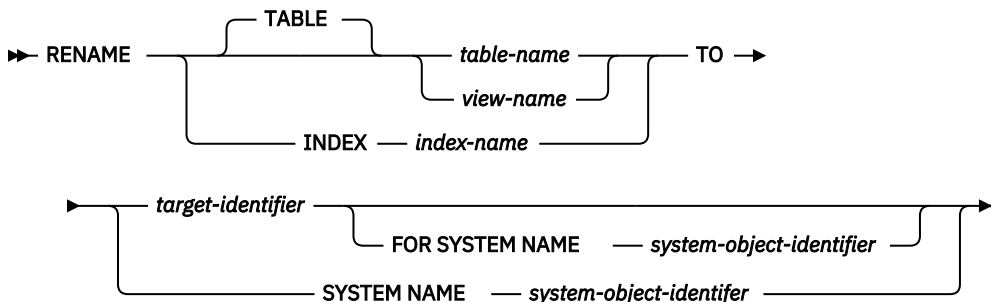 TABLE
RENAME table-name TO
view-name
INDEX index-name
target-identifier
FOR SYSTEM NAME system-object-identifier
SYSTEM NAME system-object-identifer